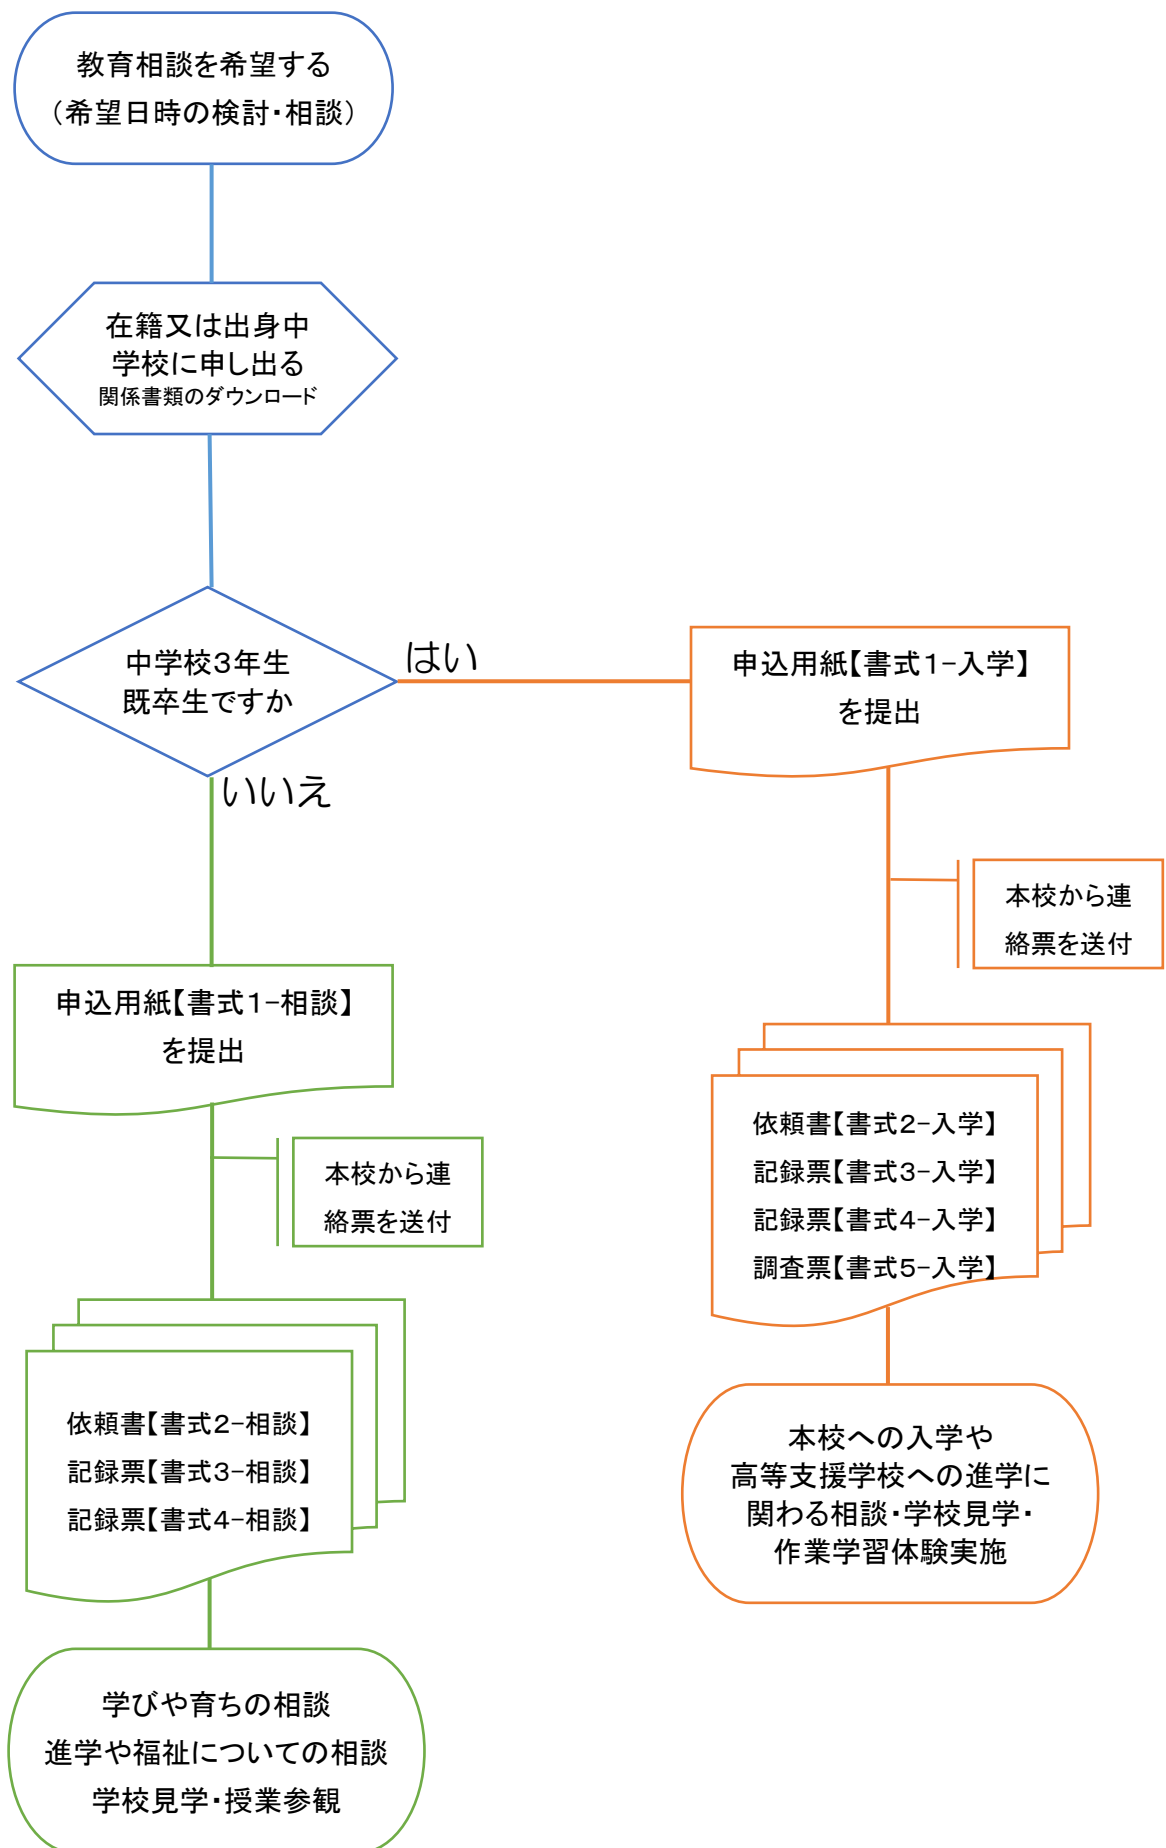 教育相談を希望する
（希望日時の検討・相談）
在籍又は出身中
学校に申し出る
関係書類のダウンロード
中学校３年生
既卒生ですか
はい
いいえ
申込用紙【書式１-入学】
を提出
本校から連
絡票を送付
依頼書【書式２-入学】
記録票【書式３-入学】
記録票【書式４-入学】
調査票【書式５-入学】
本校への入学や
高等支援学校への進学に
関わる相談・学校見学・
作業学習体験実施
申込用紙【書式１-相談】
を提出
本校から連
絡票を送付
依頼書【書式２-相談】
記録票【書式３-相談】
記録票【書式４-相談】
学びや育ちの相談
進学や福祉についての相談
学校見学・授業参観